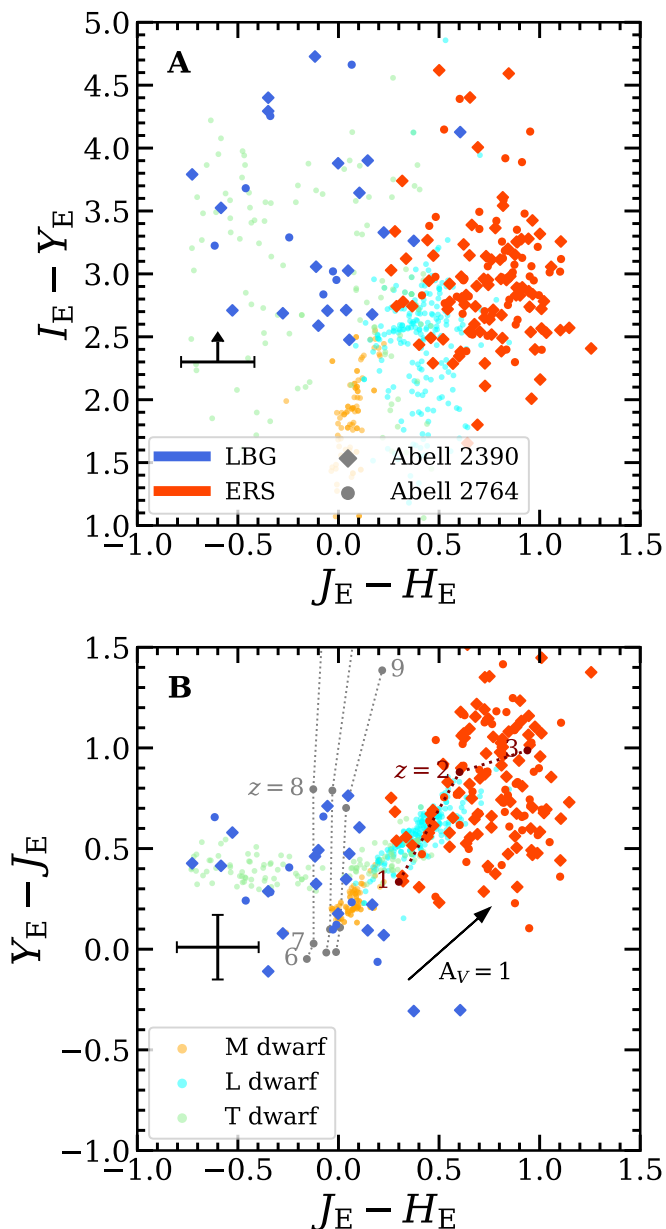 A
5.0
4.5
4.0
3.5
3.0
2.5
2.0
1.5
1.0
I_E − Y_E
LBG
ERS
Abell 2390
Abell 2764
−1.0 −0.5 0.0 0.5 1.0 1.5
J_E − H_E
B
1.5
1.0
0.5
0.0
−0.5
−1.0
Y_E − J_E
9
z = 8
7
6
z = 2
3
1
A_V = 1
M dwarf
L dwarf
T dwarf
−1.0 −0.5 0.0 0.5 1.0 1.5
J_E − H_E